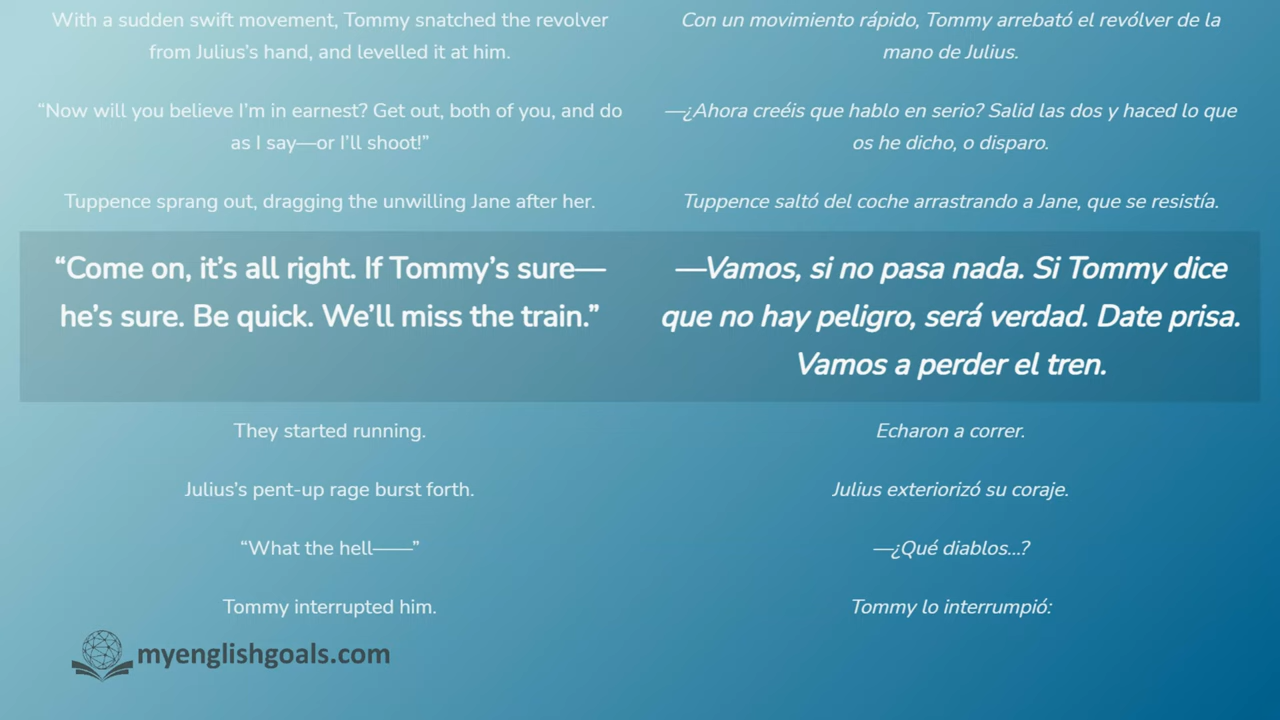 With a sudden swift movement, Tommy snatched the revolver
from Julius’s hand, and levelled it at him.
Con un movimiento rápido, Tommy arrebató el revólver de la
mano de Julius.
“Now will you believe I’m in earnest? Get out, both of you, and do
as I say—or I’ll shoot!”
—¿Ahora creéis que hablo en serio? Salid las dos y haced lo que
os he dicho, o disparo.
Tuppence sprang out, dragging the unwilling Jane after her.
Tuppence saltó del coche arrastrando a Jane, que se resistía.
“Come on, it’s all right. If Tommy’s sure—
he’s sure. Be quick. We’ll miss the train.”
—Vamos, si no pasa nada. Si Tommy dice
que no hay peligro, será verdad. Date prisa.
Vamos a perder el tren.
They started running.
Echaron a correr.
Julius’s pent-up rage burst forth.
Julius exteriorizó su coraje.
“What the hell——”
—¿Qué diablos...?
Tommy interrupted him.
Tommy lo interrumpió:
myenglishgoals.com